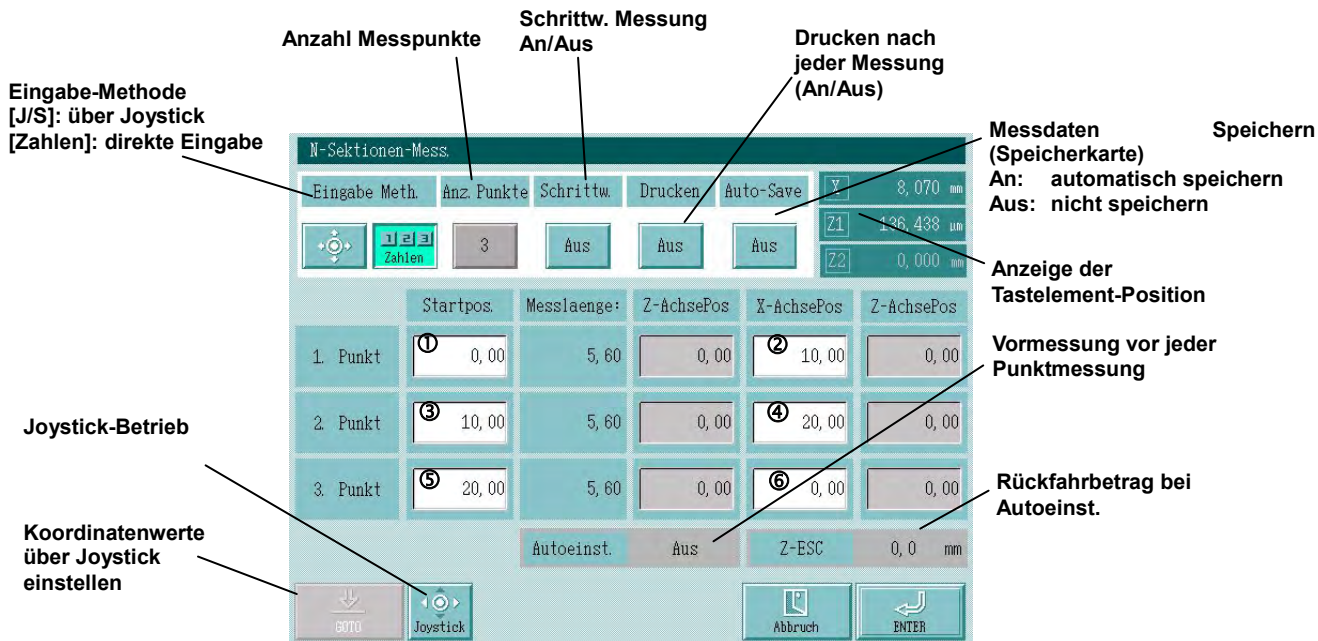 Anzahl Messpunkte
Schrittw. Messung
An/Aus
Drucken nach
jeder Messung
(An/Aus)
Eingabe-Methode
[J/S]: über Joystick
[Zahlen]: direkte Eingabe
Messdaten Speichern
(Speicherkarte)
An: automatisch speichern
Aus: nicht speichern
Anzeige der
Tastelement-Position
Vormessung vor jeder
Punktmessung
Rückfahrbetrag bei
Autoeinst.
Joystick-Betrieb
Koordinatenwerte
über Joystick
einstellen
N-Sektionen-Mess.
Eingabe Meth. Anz. Punkte Schrittw. Drucken Auto-Save
X 8,070 mm
Z1 136,438 µm
Z2 0,000 mm
1 2 3
Zahlen
3 Aus Aus Aus
Startpos. Messlaenge: Z-AchsePos X-AchsePos Z-AchsePos
1. Punkt ① 0,00 5,60 0,00 ② 10,00 0,00
2. Punkt ③ 10,00 5,60 0,00 ④ 20,00 0,00
3. Punkt ⑤ 20,00 5,60 0,00 ⑥ 0,00 0,00
Autoeinst. Aus Z-ESC 0,0 mm
GOTO Joystick Abbruch ENTER